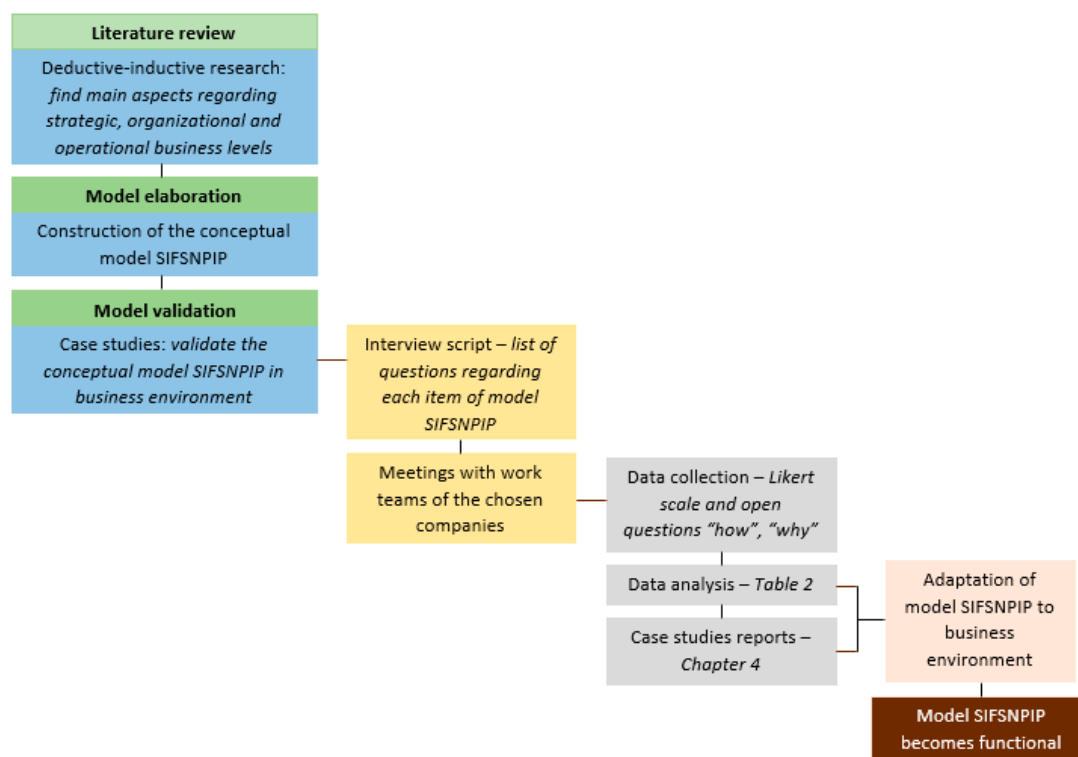 Literature review
Deductive-inductive research:
find main aspects regarding
strategic, organizational and
operational business levels
Model elaboration
Construction of the conceptual
model SIFSNPIP
Model validation
Case studies: validate the
conceptual model SIFSNPIP in
business environment
Interview script – list of
questions regarding
each item of model
SIFSNPIP
Meetings with work
teams of the chosen
companies
Data collection – Likert
scale and open
questions “how”, “why”
Data analysis – Table 2
Case studies reports –
Chapter 4
Adaptation of
model SIFSNPIP to
business
environment
Model SIFSNPIP
becomes functional